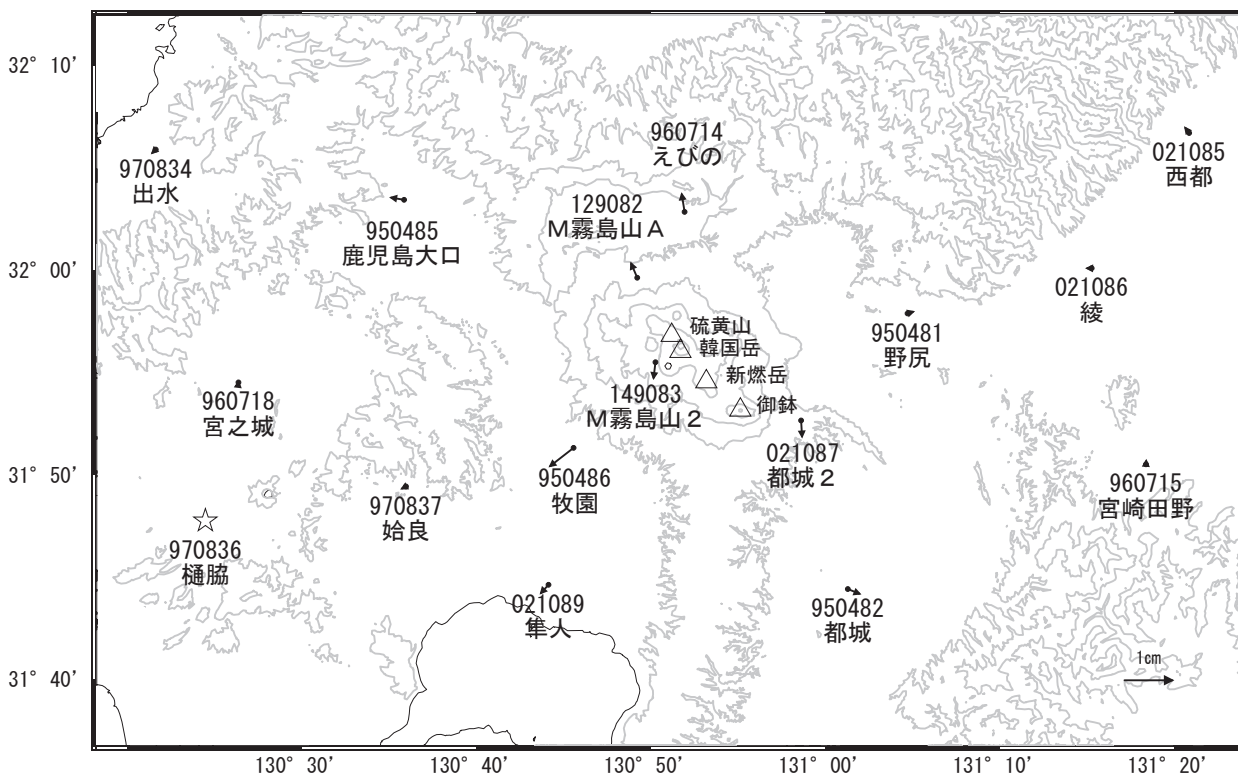 32° 10′
960714
えびの
021085
西都
970834
出水
129082
M霧島山A
950485
鹿児島大口
32° 00′
021086
綾
硫黄山
950481
野尻
韓国岳
新燃岳
149083
M霧島山2
御鉢
960718
宮之城
021087
都城2
31° 50′
950486
牧園
960715
宮崎田野
970837
姶良
970836
樋脇
021089
隼人
950482
都城
1cm
31° 40′
130° 30′
130° 40′
130° 50′
131° 00′
131° 10′
131° 20′